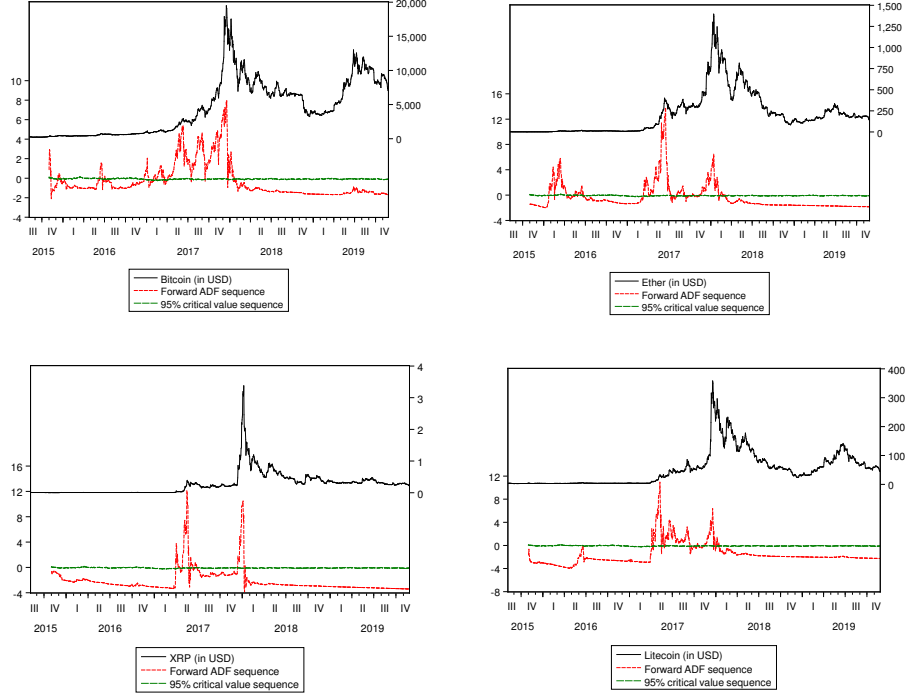 20,000
15,000
10,000
5,000
0
10
8
6
4
2
0
-2
-4
III IV I II III IV I II III IV I II III IV I II III IV
2015 2016 2017 2018 2019
Bitcoin (in USD)
Forward ADF sequence
95% critical value sequence
1,500
1,250
1,000
750
500
250
0
16
12
8
4
0
-4
III IV I II III IV I II III IV I II III IV I II III IV
2015 2016 2017 2018 2019
Ether (in USD)
Forward ADF sequence
95% critical value sequence
4
3
2
1
0
16
12
8
4
0
-4
III IV I II III IV I II III IV I II III IV I II III IV
2015 2016 2017 2018 2019
XRP (in USD)
Forward ADF sequence
95% critical value sequence
400
300
200
100
0
12
8
4
0
-4
-8
III IV I II III IV I II III IV I II III IV I II III IV
2015 2016 2017 2018 2019
Litecoin (in USD)
Forward ADF sequence
95% critical value sequence